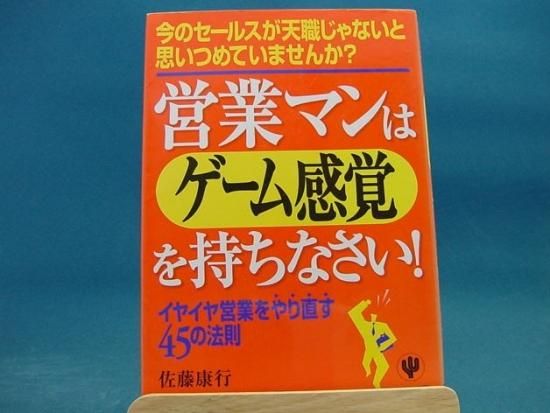 今のセールスが天職じゃないと
思いつめていませんか?
営業マンは
ゲーム感覚
を持ちなさい!
イヤイヤ営業をやり直す
45の法則
佐藤康行